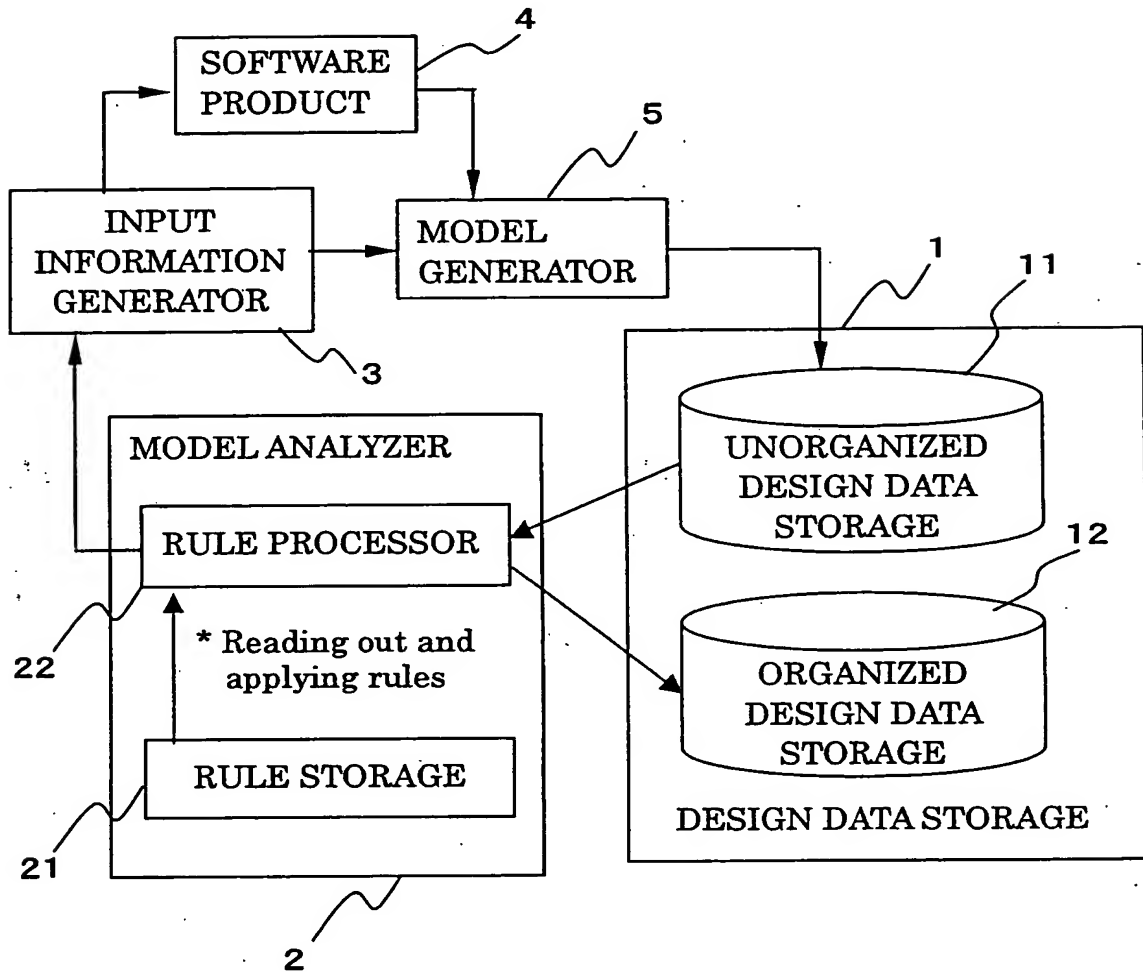 4
SOFTWARE
PRODUCT
5
INPUT
INFORMATION
GENERATOR
MODEL
GENERATOR
1
11
3
MODEL ANALYZER
UNORGANIZED
DESIGN DATA
STORAGE
RULE PROCESSOR
12
22
* Reading out and
applying rules
ORGANIZED
DESIGN DATA
STORAGE
RULE STORAGE
DESIGN DATA STORAGE
21
2